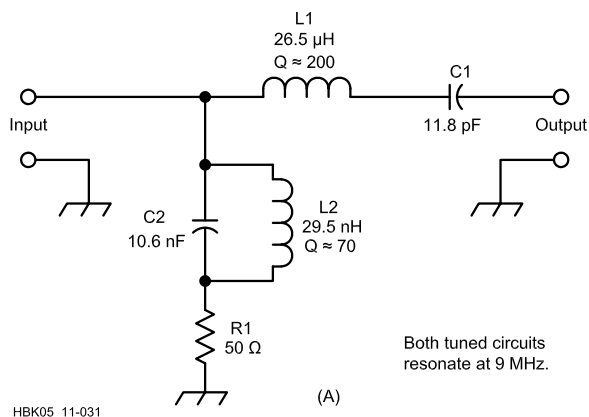 L1
26.5 µH
Q ≈ 200
C1
11.8 pF
Input
Output
C2
10.6 nF
L2
29.5 nH
Q ≈ 70
R1
50 Ω
Both tuned circuits
resonate at 9 MHz.
(A)
HBK05 11-031